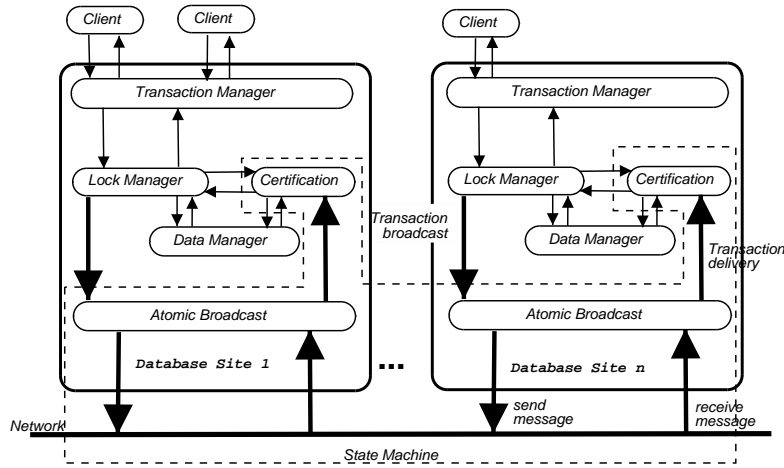 Client
Client
Client
Transaction Manager
Transaction Manager
Lock Manager
Certification
Lock Manager
Certification
Transaction
broadcast
Data Manager
Data Manager
Transaction
delivery
Atomic Broadcast
Atomic Broadcast
Database Site 1
...
Database Site n
Network
send
message
receive
message
State Machine